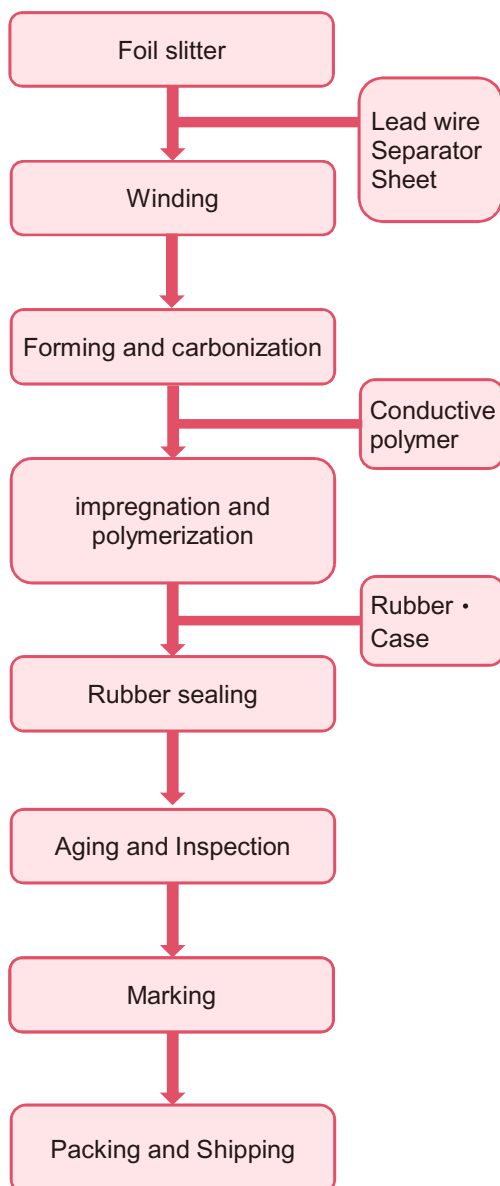 Foil slitter
Lead wire
Separator
Sheet
Winding
Forming and carbonization
Conductive
polymer
impregnation and
polymerization
Rubber・
Case
Rubber sealing
Aging and Inspection
Marking
Packing and Shipping